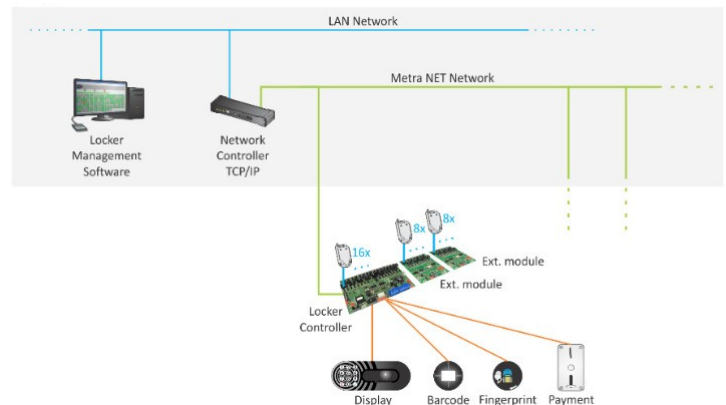 LAN Network
Metra NET Network
Locker
Management
Software
Network
Controller
TCP/IP
16x
8x
8x
Ext. module
Ext. module
Locker
Controller
Display
Barcode
Fingerprint
Payment